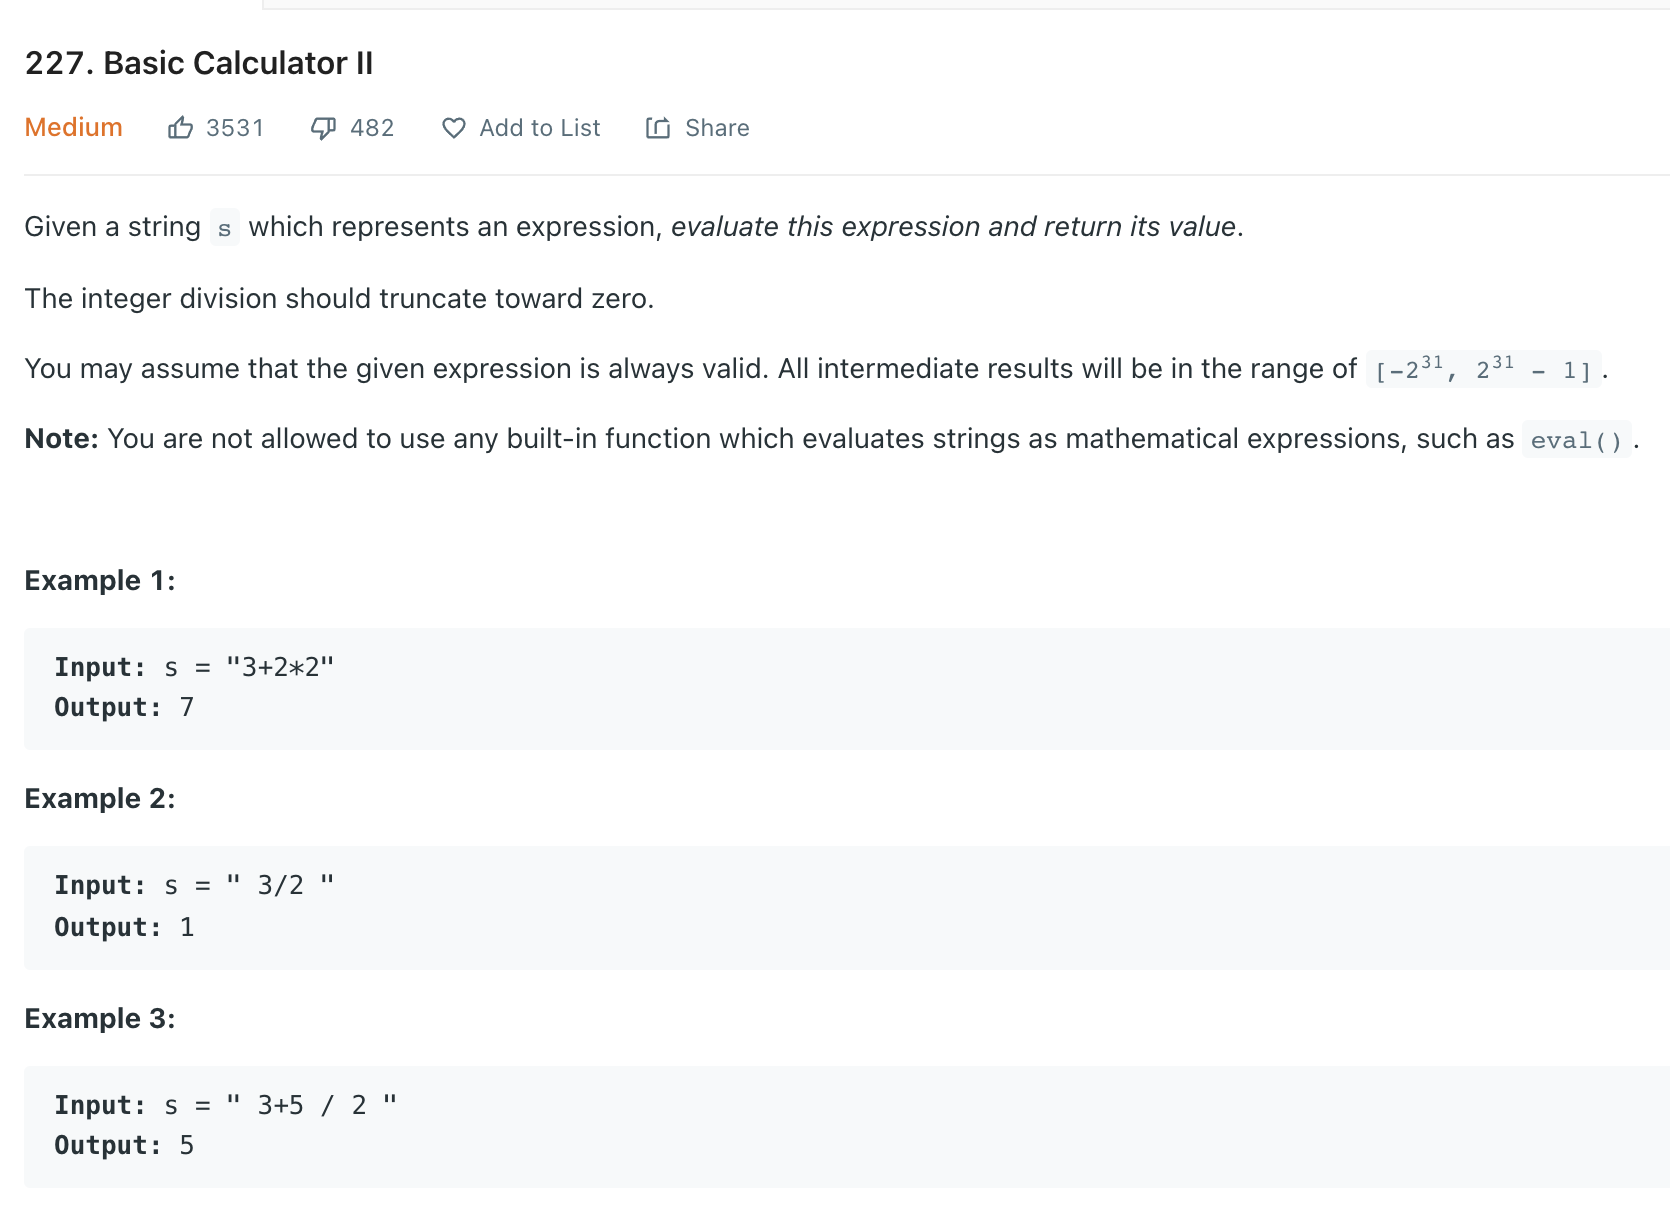 227. Basic Calculator II
Medium 3531 482 Add to List Share
Given a string s which represents an expression, evaluate this expression and return its value.
The integer division should truncate toward zero.
You may assume that the given expression is always valid. All intermediate results will be in the range of [-2³¹, 2³¹ - 1].
Note: You are not allowed to use any built-in function which evaluates strings as mathematical expressions, such as eval().
Example 1:
Input: s = "3+2*2"
Output: 7
Example 2:
Input: s = " 3/2 "
Output: 1
Example 3:
Input: s = " 3+5 / 2 "
Output: 5